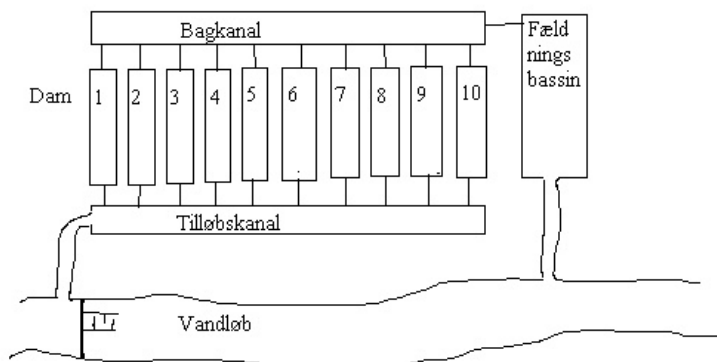 Bagkanal
Fæld
nings
bassin
Dam 1 2 3 4 5 6 7 8 9 10
Tilløbskanal
Vandløb